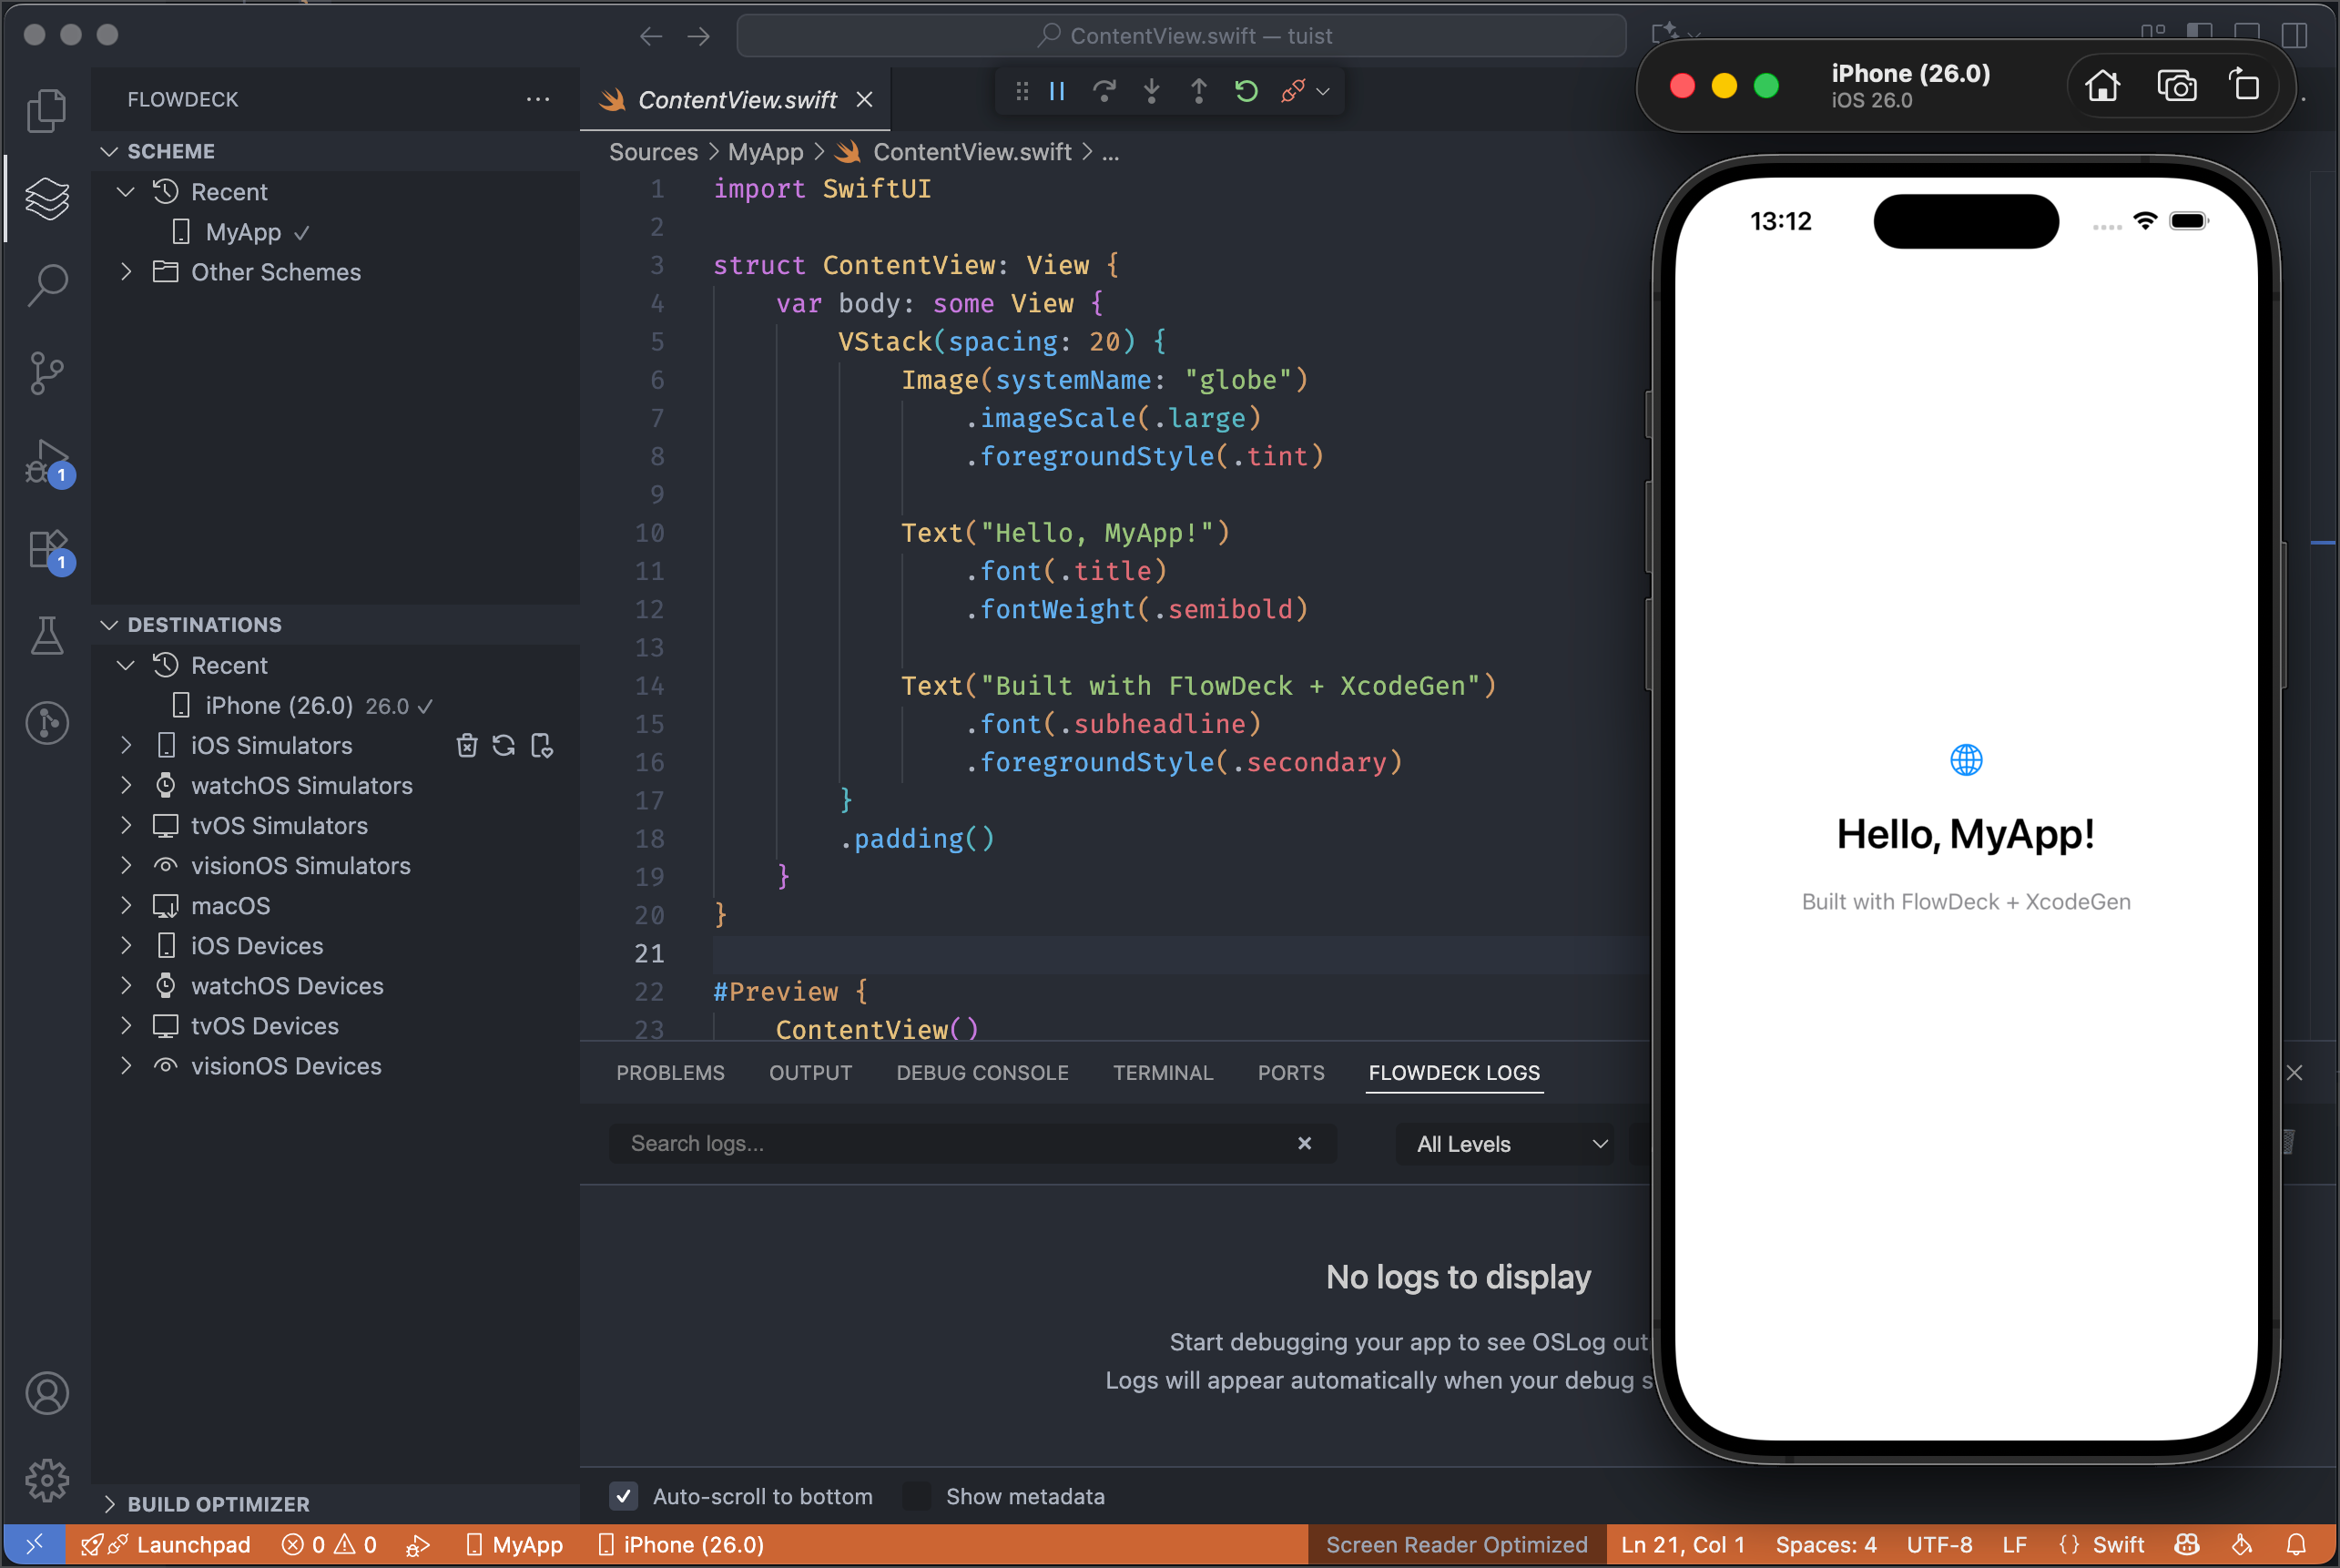 ContentView.swift — tuist
FLOWDECK
SCHEME
Recent
MyApp
Other Schemes
DESTINATIONS
Recent
iPhone (26.0) 26.0
iOS Simulators
watchOS Simulators
tvOS Simulators
visionOS Simulators
macOS
iOS Devices
watchOS Devices
tvOS Devices
visionOS Devices
BUILD OPTIMIZER
1
1
ContentView.swift
Sources > MyApp > ContentView.swift > ...
1 import SwiftUI
2
3 struct ContentView: View {
4 var body: some View {
5 VStack(spacing: 20) {
6 Image(systemName: "globe")
7 .imageScale(.large)
8 .foregroundStyle(.tint)
9
10 Text("Hello, MyApp!")
11 .font(.title)
12 .fontWeight(.semibold)
13
14 Text("Built with FlowDeck + XcodeGen")
15 .font(.subheadline)
16 .foregroundStyle(.secondary)
17 }
18 .padding()
19 }
20 }
21
22 #Preview {
23 ContentView()
PROBLEMS OUTPUT DEBUG CONSOLE TERMINAL PORTS FLOWDECK LOGS
Search logs...
All Levels
No logs to display
Start debugging your app to see OSLog out
Logs will appear automatically when your debug s
Auto-scroll to bottom
Show metadata
iPhone (26.0)
iOS 26.0
13:12
Hello, MyApp!
Built with FlowDeck + XcodeGen
Launchpad 0 0 MyApp iPhone (26.0) Screen Reader Optimized Ln 21, Col 1 Spaces: 4 UTF-8 LF {} Swift